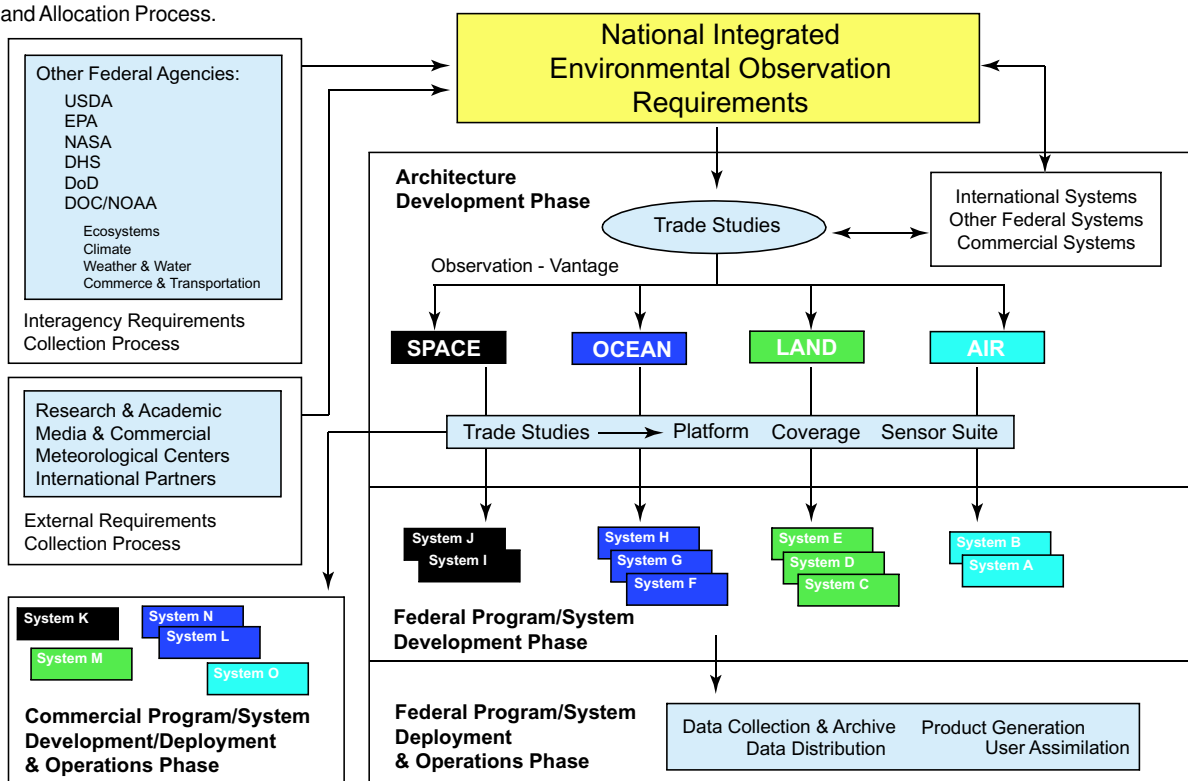 and Allocation Process.
National Integrated
Environmental Observation
Requirements
Other Federal Agencies:
USDA
EPA
NASA
DHS
DoD
DOC/NOAA
Ecosystems
Climate
Weather & Water
Commerce & Transportation
Interagency Requirements
Collection Process
Research & Academic
Media & Commercial
Meteorological Centers
International Partners
External Requirements
Collection Process
Architecture
Development Phase
Trade Studies
International Systems
Other Federal Systems
Commercial Systems
Observation - Vantage
SPACE
OCEAN
LAND
AIR
Trade Studies
Platform
Coverage
Sensor Suite
System J
System I
System H
System G
System F
System E
System D
System C
System B
System A
Federal Program/System
Development Phase
System K
System N
System L
System M
System O
Commercial Program/System
Development/Deployment
& Operations Phase
Federal Program/System
Deployment
& Operations Phase
Data Collection & Archive
Product Generation
Data Distribution
User Assimilation